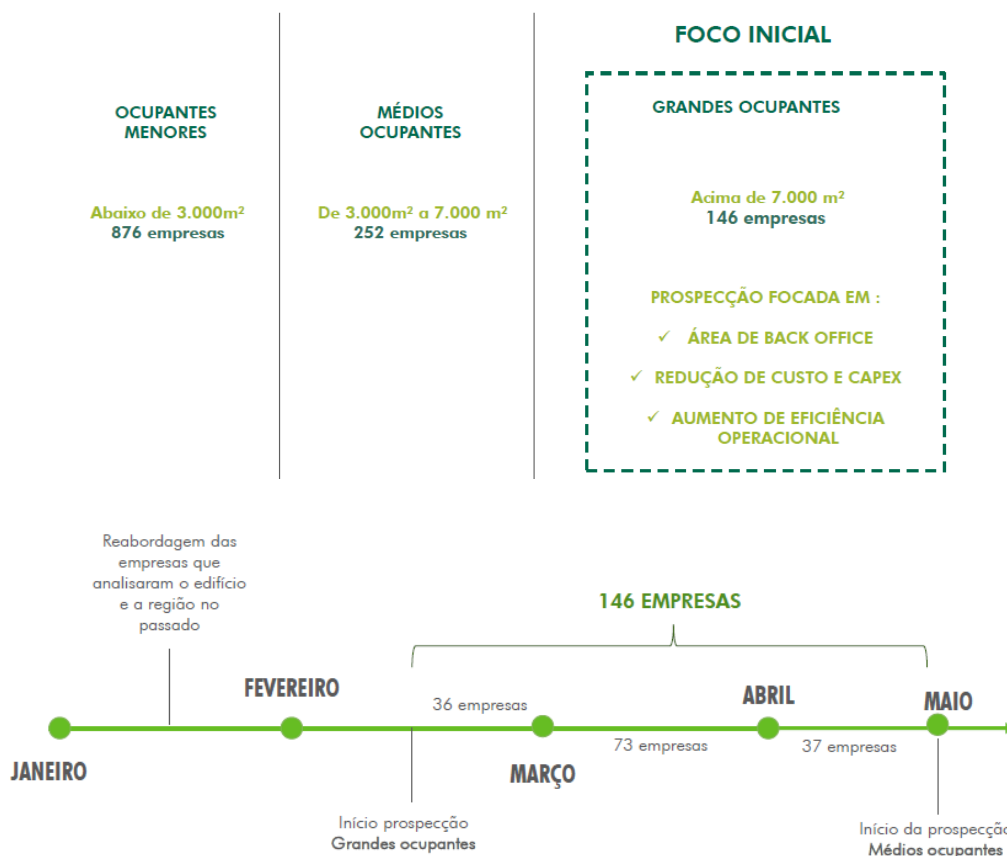 FOCO INICIAL
OCUPANTES
MENORES
Abaixo de 3.000m²
876 empresas
MÉDIOS
OCUPANTES
De 3.000m² a 7.000 m²
252 empresas
GRANDES OCUPANTES
Acima de 7.000 m²
146 empresas
PROSPECÇÃO FOCADA EM :
✓ ÁREA DE BACK OFFICE
✓ REDUÇÃO DE CUSTO E CAPEX
✓ AUMENTO DE EFICIÊNCIA
OPERACIONAL
Reabordagem das
empresas que
analisaram o edifício
e a região no
passado
146 EMPRESAS
JANEIRO
FEVEREIRO
36 empresas
MARÇO
73 empresas
ABRIL
37 empresas
MAIO
Início prospecção
Grandes ocupantes
Início da prospecção
Médios ocupantes